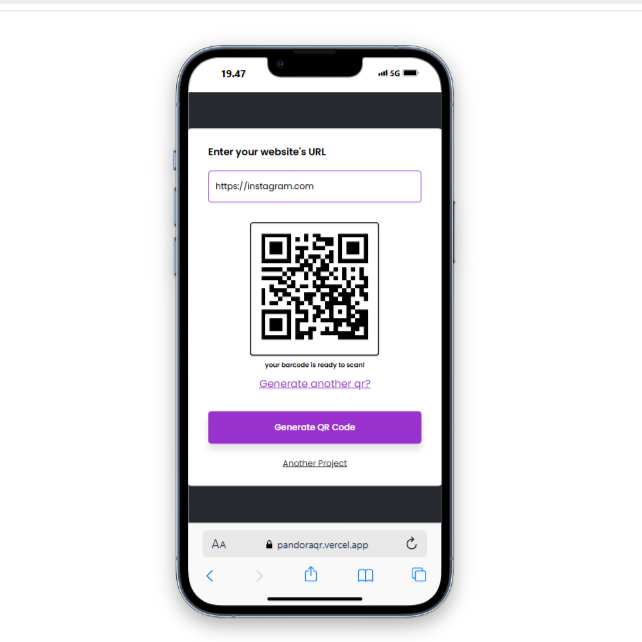 19.47
5G
Enter your website's URL
https://instagram.com
your barcode is ready to scan!
Generate another qr?
Generate QR Code
Another Project
AA
pandoraqr.vercel.app